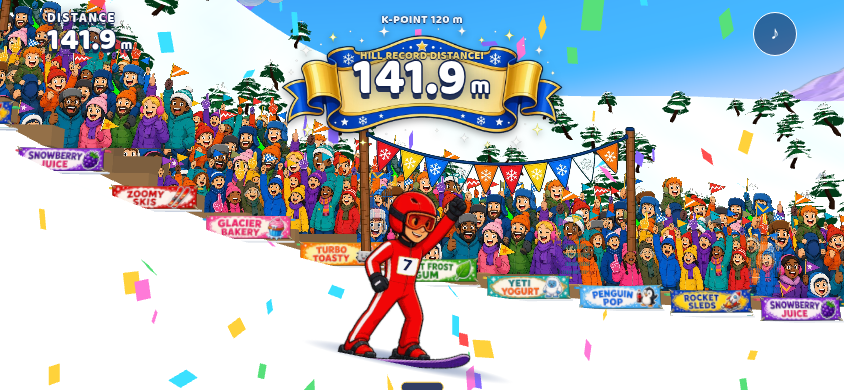 DISTANCE
141.9 m
K-POINT 120 m
HILL RECORD DISTANCE!
141.9 m
SNOWBERRY
JUICE
ZOOMY
SKIS
GLACIER
BAKERY
TURBO
TOASTY
7
FROST
GUM
YETI
YOGURT
PENGUIN
POP
ROCKET
SLEDS
SNOWBERRY
JUICE